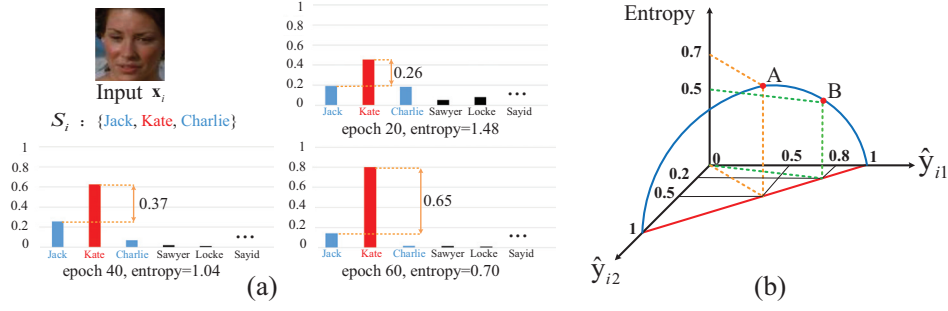 Input x_i
S_i : {Jack, Kate, Charlie}
1
0.8
0.6
0.4
0.2
0
0.26
...
Jack Kate Charlie Sawyer Locke Sayid
epoch 20, entropy=1.48
1
0.8
0.6
0.4
0.2
0
0.37
...
Jack Kate Charlie Sawyer Locke Sayid
epoch 40, entropy=1.04
1
0.8
0.6
0.4
0.2
0
0.65
...
Jack Kate Charlie Sawyer Locke Sayid
epoch 60, entropy=0.70
(a)
Entropy
0.7
0.5
A
B
0 0.5 0.8 1
ŷ_i1
0.2
0.5
1
ŷ_i2
(b)